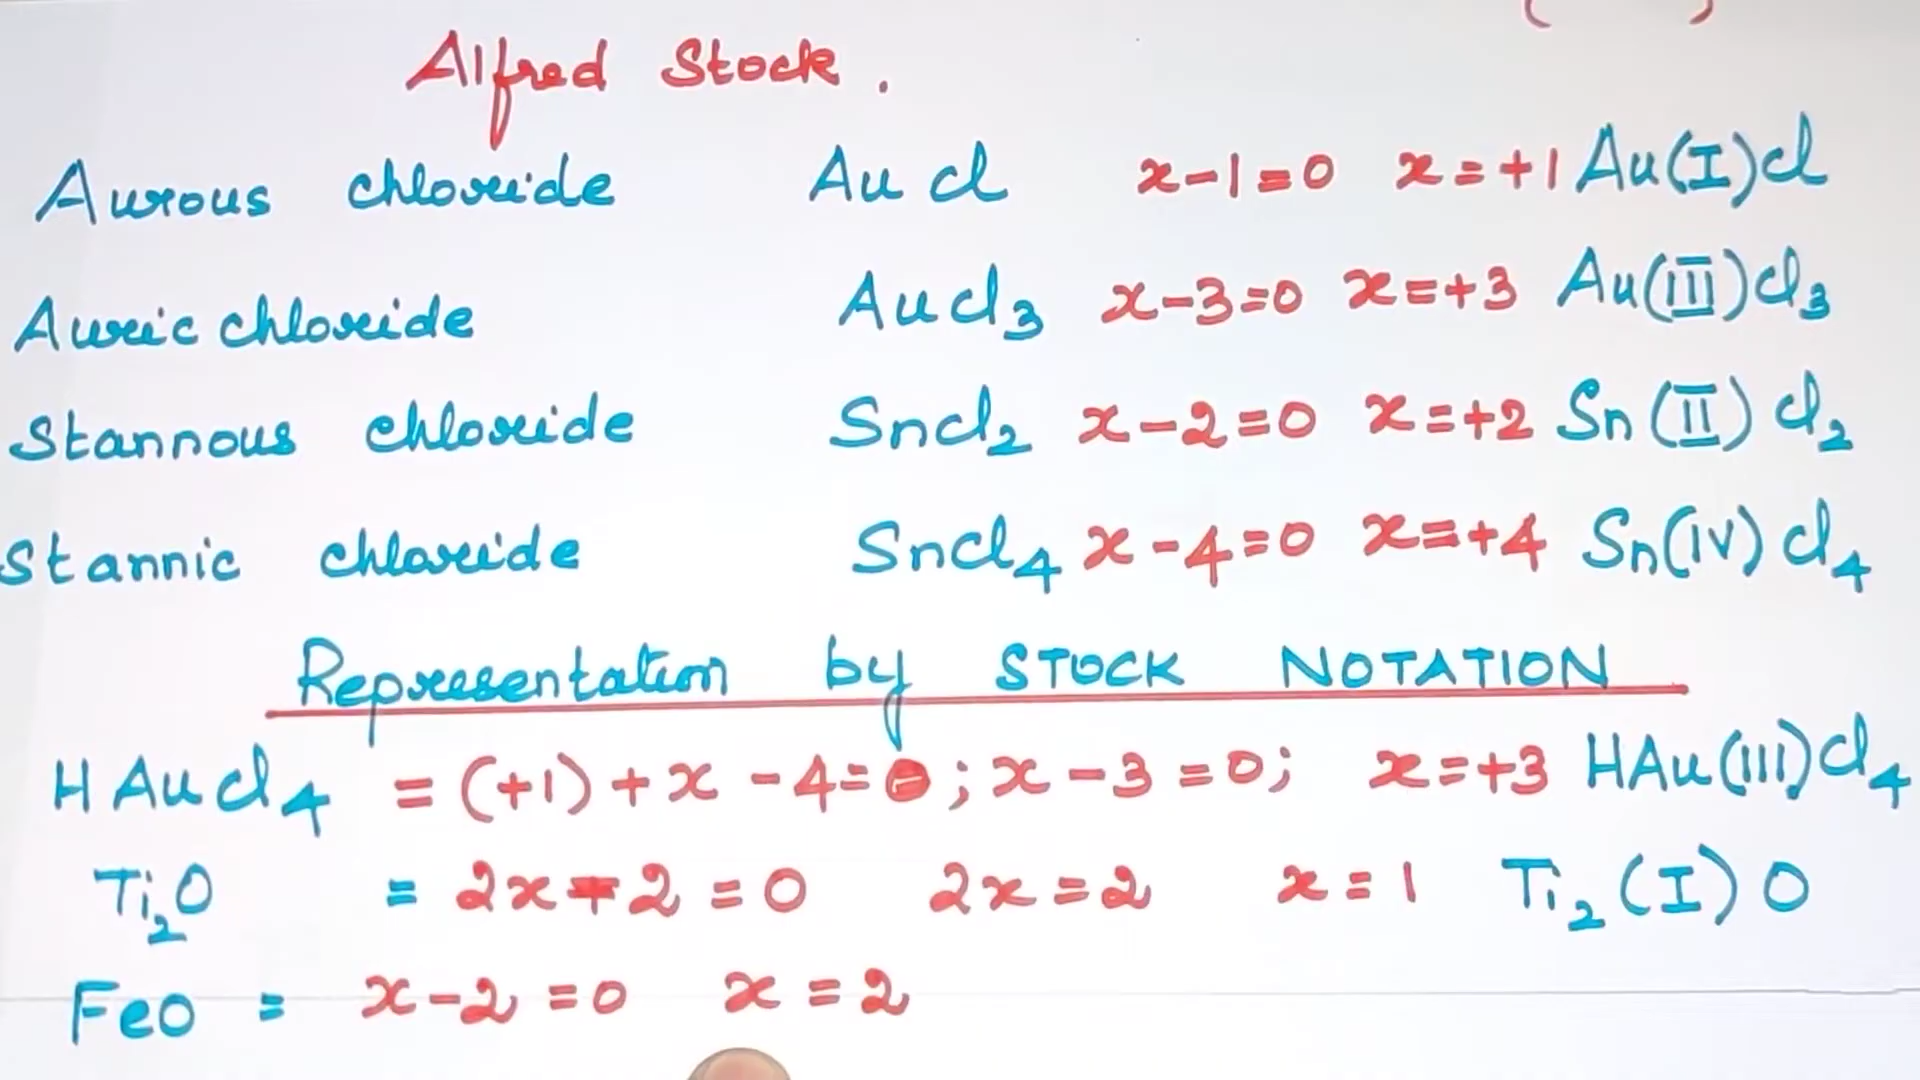 ( )
Alfred Stock .
Aurous chloride AuCl x-1=0 x=+1 Au(I)Cl
Auric chloride AuCl₃ x-3=0 x=+3 Au(III)Cl₃
Stannous chloride SnCl₂ x-2=0 x=+2 Sn(II)Cl₂
Stannic chloride SnCl₄ x-4=0 x=+4 Sn(IV)Cl₄
Representation by STOCK NOTATION
HAuCl₄ = (+1)+x-4=0; x-3=0; x=+3 HAu(III)Cl₄
Ti₂O = 2x-2=0 2x=2 x=1 Ti₂(I)O
FeO = x-2=0 x=2